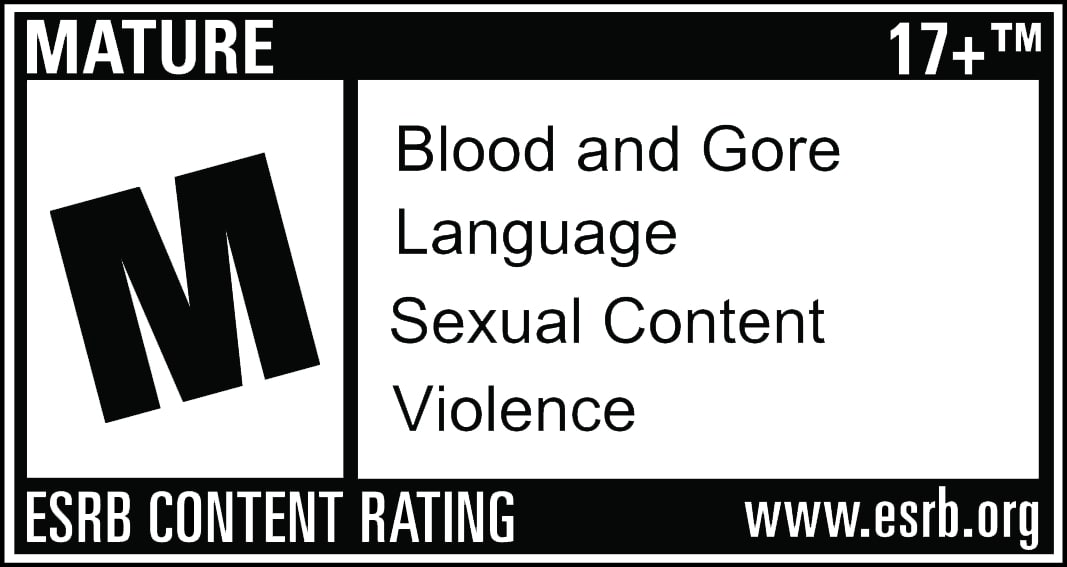 MATURE 17+™
M
Blood and Gore
Language
Sexual Content
Violence
ESRB CONTENT RATING www.esrb.org